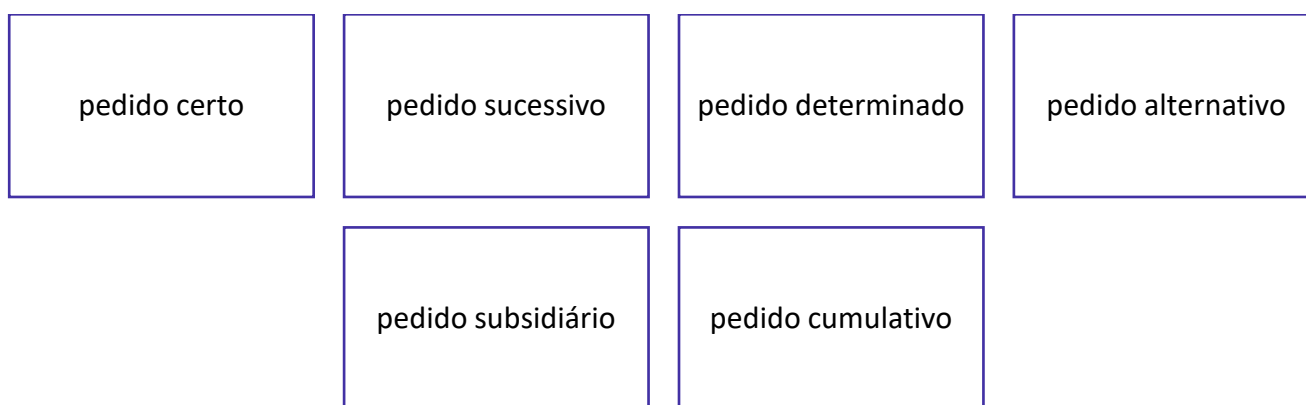 pedido certo
pedido sucessivo
pedido determinado
pedido alternativo
pedido subsidiário
pedido cumulativo